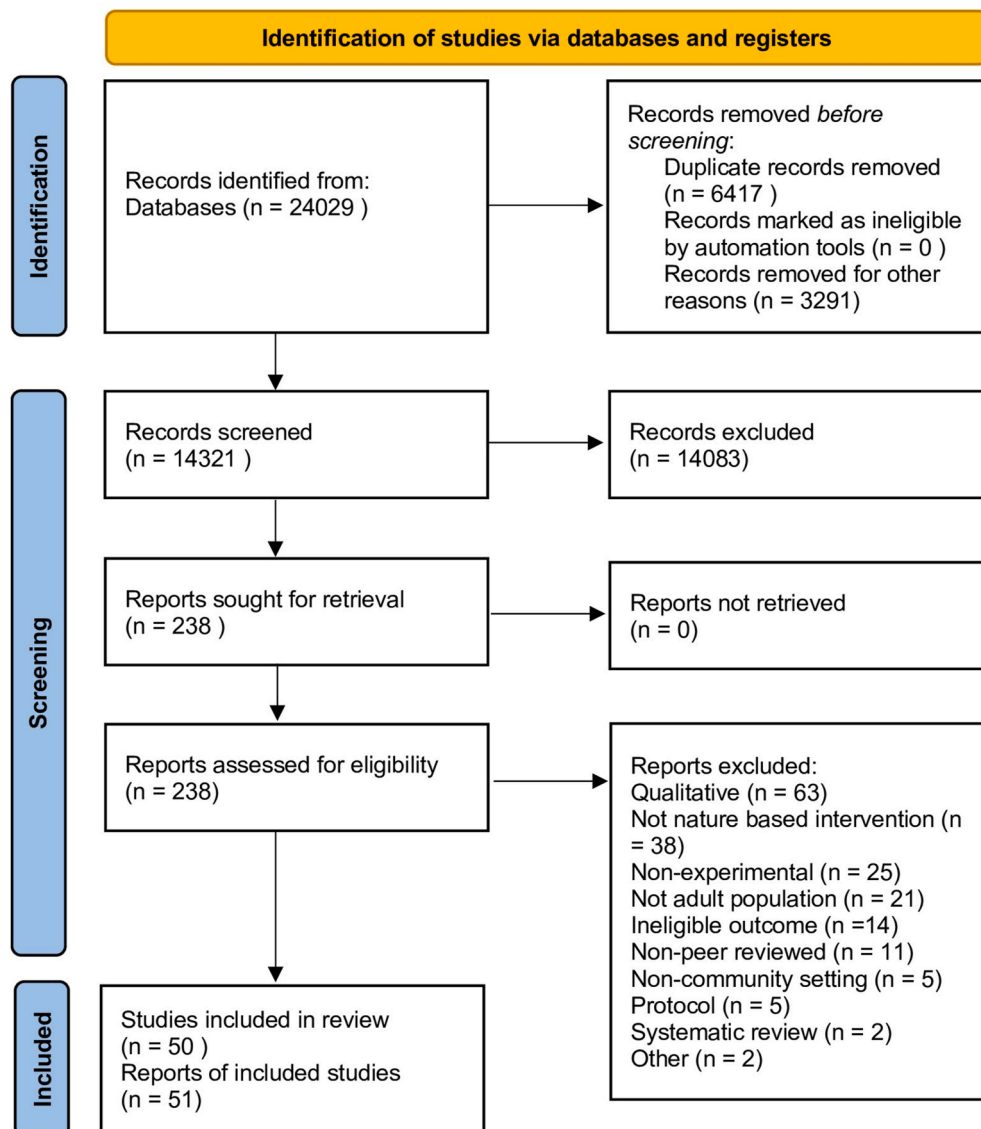 Identification of studies via databases and registers
Identification
Records identified from:
Databases (n = 24029 )
Records removed before
screening:
Duplicate records removed
(n = 6417 )
Records marked as ineligible
by automation tools (n = 0 )
Records removed for other
reasons (n = 3291)
Screening
Records screened
(n = 14321 )
Records excluded
(n = 14083)
Reports sought for retrieval
(n = 238 )
Reports not retrieved
(n = 0)
Reports assessed for eligibility
(n = 238)
Reports excluded:
Qualitative (n = 63)
Not nature based intervention (n
= 38)
Non-experimental (n = 25)
Not adult population (n = 21)
Ineligible outcome (n =14)
Non-peer reviewed (n = 11)
Non-community setting (n = 5)
Protocol (n = 5)
Systematic review (n = 2)
Other (n = 2)
Included
Studies included in review
(n = 50 )
Reports of included studies
(n = 51)